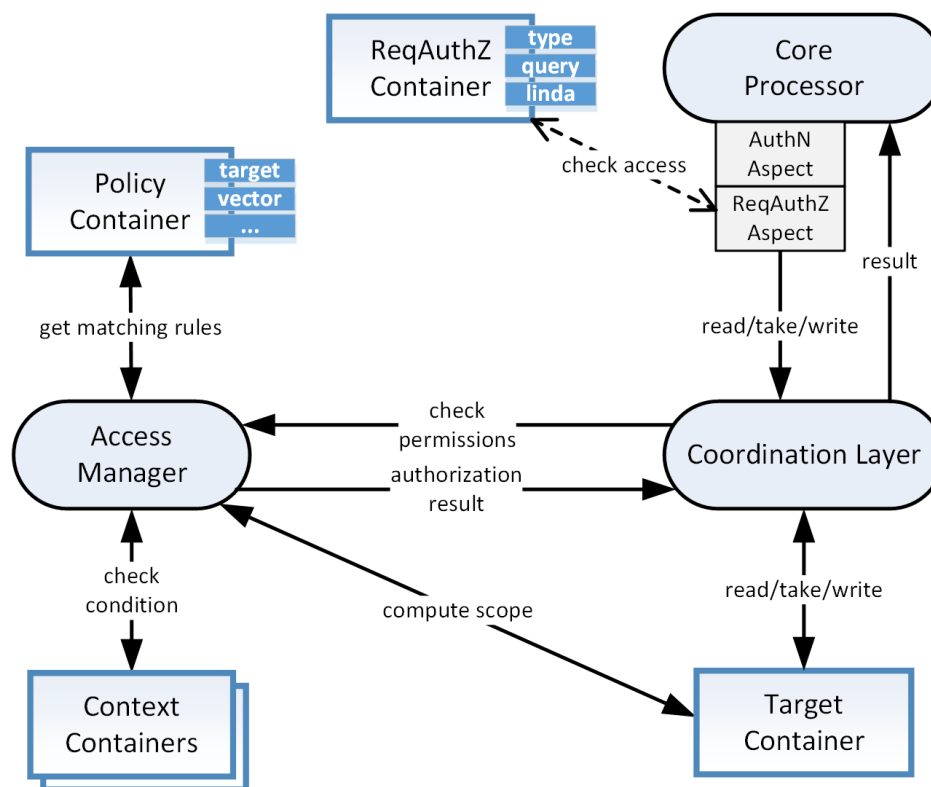 ReqAuthZ
Container
type
query
linda
Core
Processor
AuthN
Aspect
ReqAuthZ
Aspect
check access
Policy
Container
target
vector
...
result
get matching rules
read/take/write
Access
Manager
check
permissions
authorization
result
Coordination Layer
check
condition
compute scope
read/take/write
Context
Containers
Target
Container